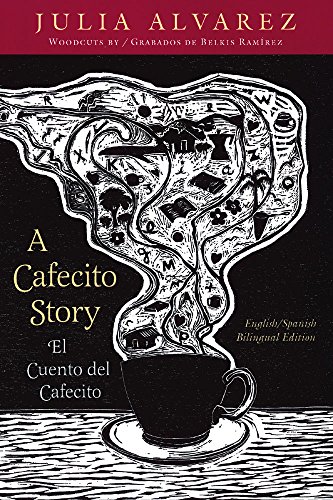 JULIA ALVAREZ
WOODCUTS BY / GRABADOS DE BELKIS RAMÍREZ
A
Cafecito
Story
El
Cuento del
Cafecito
English/Spanish
Bilingual Edition